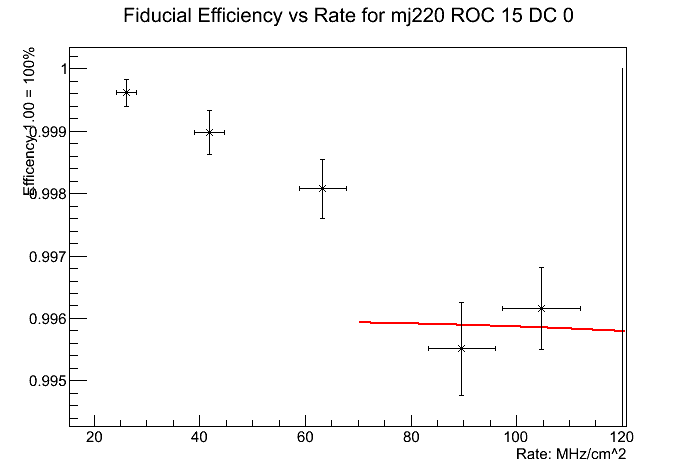 Fiducial Efficiency vs Rate for mj220 ROC 15 DC 0
Efficency 1.00 = 100%
1
0.999
0.998
0.997
0.996
0.995
20 40 60 80 100 120
Rate: MHz/cm^2